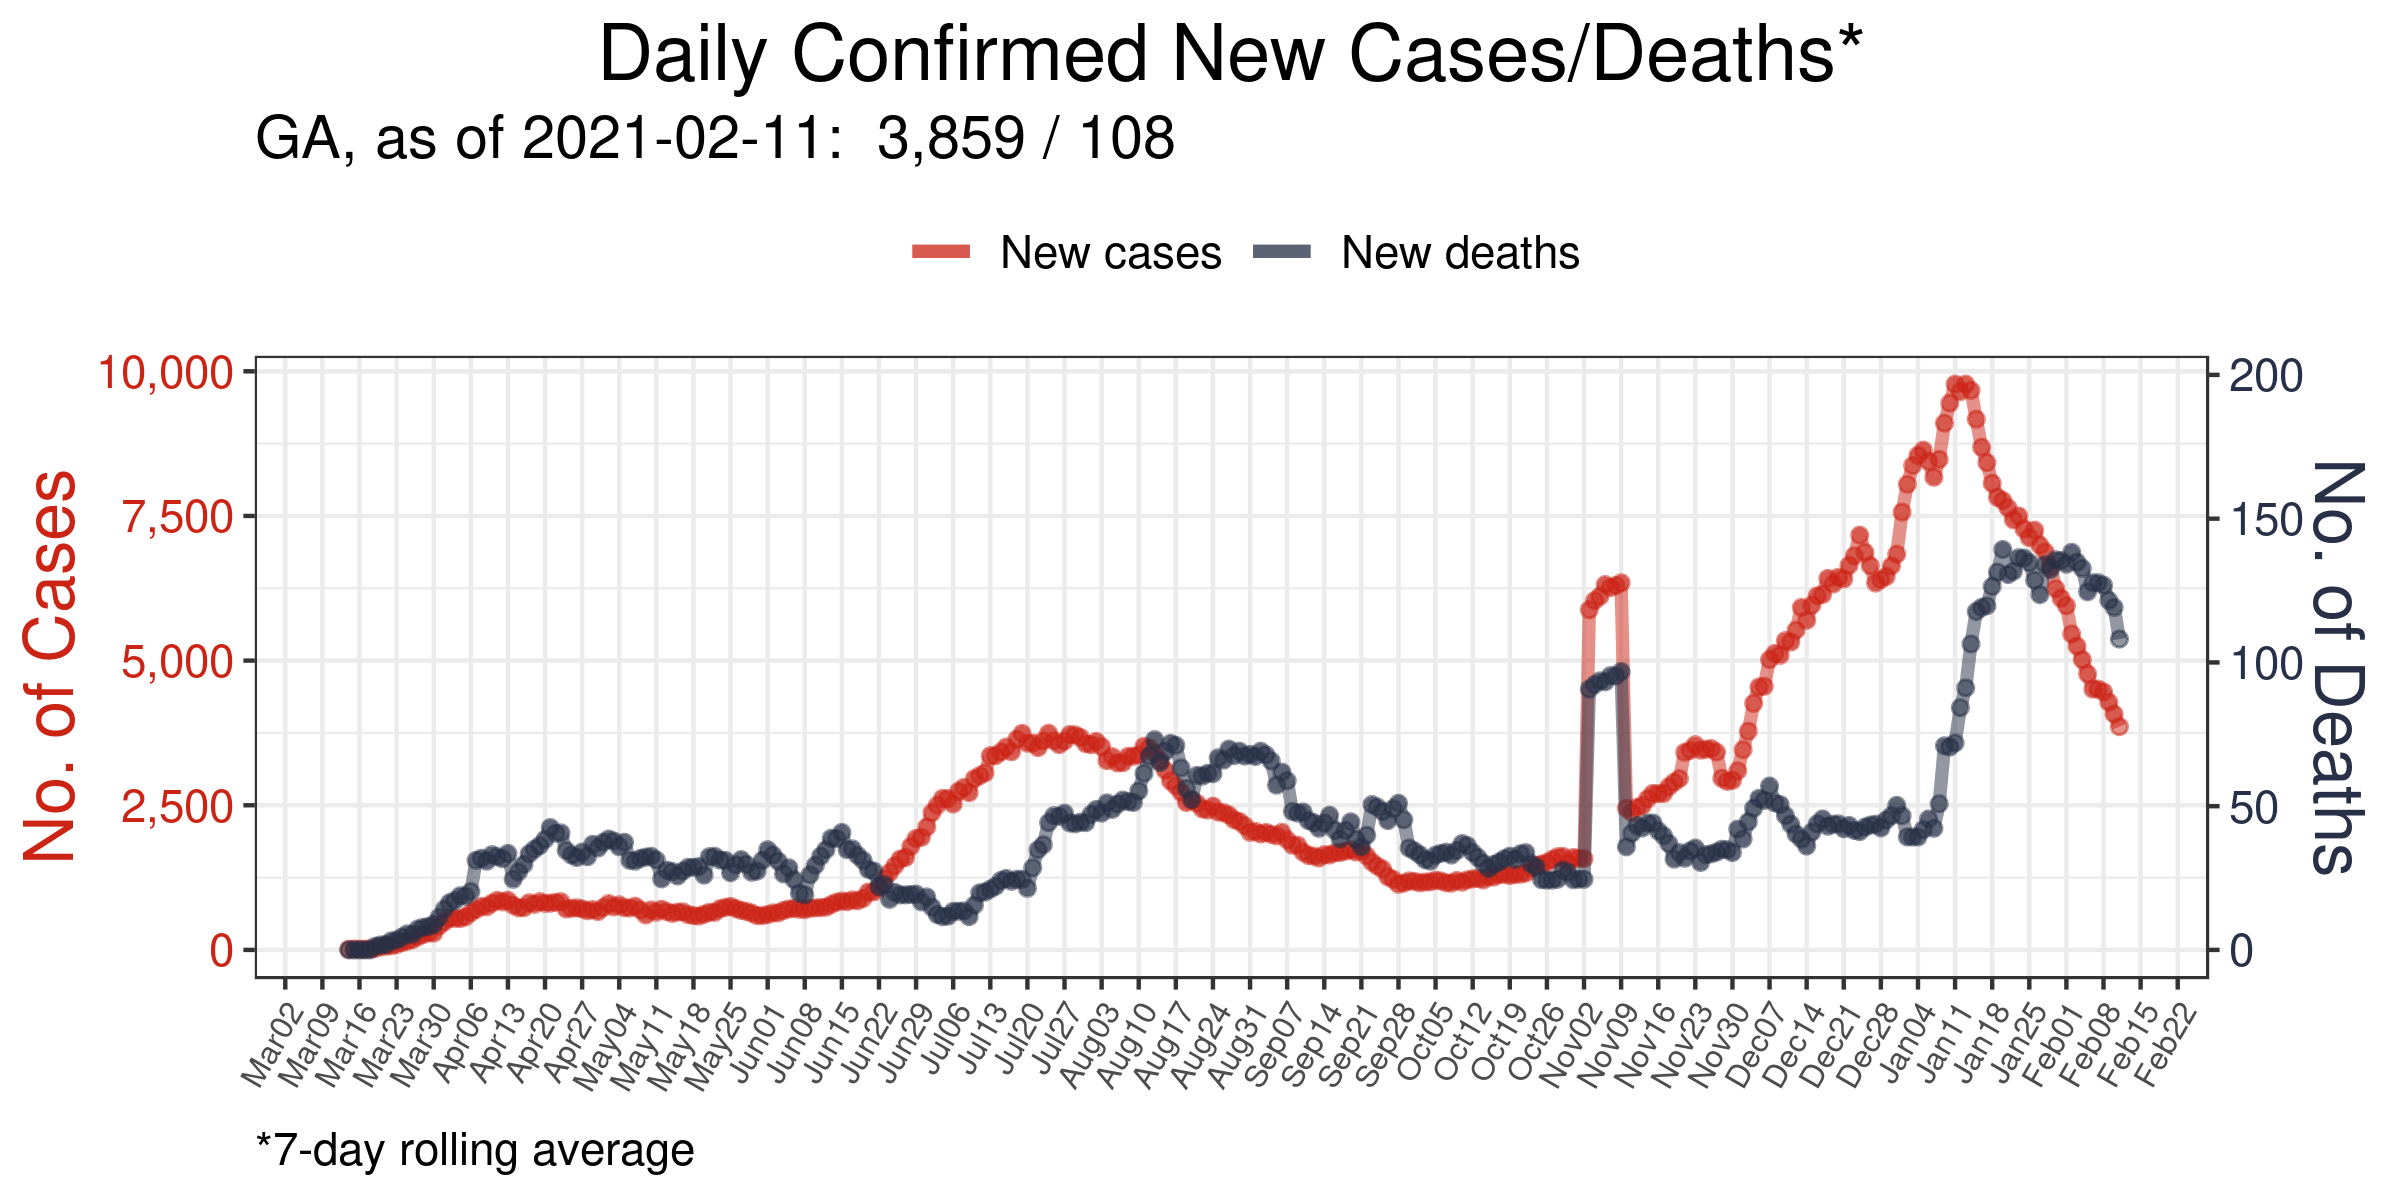 Daily Confirmed New Cases/Deaths*
GA, as of 2021-02-11:  3,859 / 108
New cases
New deaths
No. of Cases
10,000
7,500
5,000
2,500
0
200
150
100
50
0
No. of Deaths
Mar02
Mar09
Mar16
Mar23
Mar30
Apr06
Apr13
Apr20
Apr27
May04
May11
May18
May25
Jun01
Jun08
Jun15
Jun22
Jun29
Jul06
Jul13
Jul20
Jul27
Aug03
Aug10
Aug17
Aug24
Aug31
Sep07
Sep14
Sep21
Sep28
Oct05
Oct12
Oct19
Oct26
Nov02
Nov09
Nov16
Nov23
Nov30
Dec07
Dec14
Dec21
Dec28
Jan04
Jan11
Jan18
Jan25
Feb01
Feb08
Feb15
Feb22
*7-day rolling average